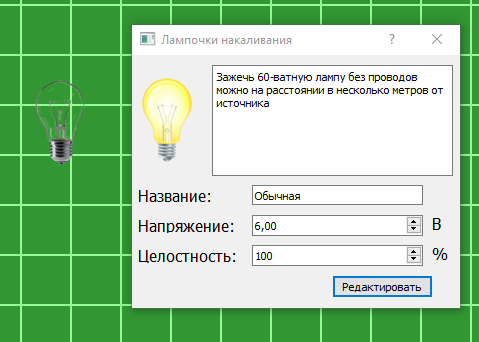 Лампочки накаливания
Зажечь 60-ватную лампу без проводов
можно на расстоянии в несколько метров от
источника
Название: Обычная
Напряжение: 6,00 В
Целостность: 100 %
Редактировать